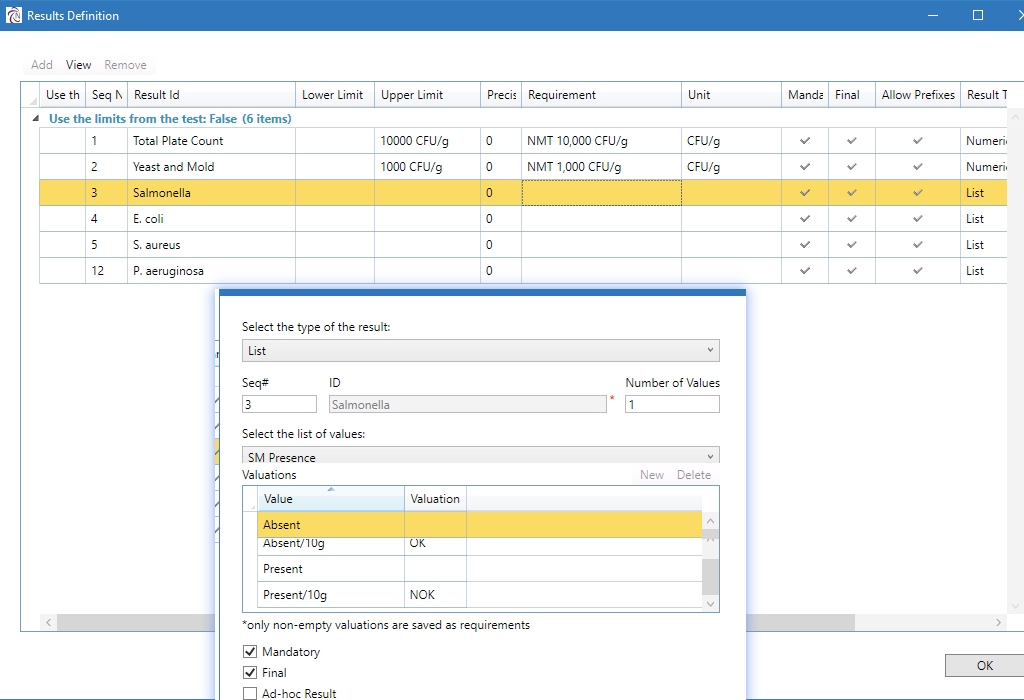 Results Definition
Add View Remove
Use th Seq N Result Id Lower Limit Upper Limit Precis Requirement Unit Manda Final Allow Prefixes Result T
Use the limits from the test: False (6 items)
1 Total Plate Count 10000 CFU/g 0 NMT 10,000 CFU/g CFU/g Numeri
2 Yeast and Mold 1000 CFU/g 0 NMT 1,000 CFU/g CFU/g Numeri
3 Salmonella 0 List
4 E. coli 0 List
5 S. aureus 0 List
12 P. aeruginosa 0 List
Select the type of the result:
List
Seq# ID Number of Values
3 Salmonella * 1
Select the list of values:
SM Presence
Valuations New Delete
Value Valuation
Absent
Absent/10g OK
Present
Present/10g NOK
*only non-empty valuations are saved as requirements
Mandatory
Final
Ad-hoc Result
OK